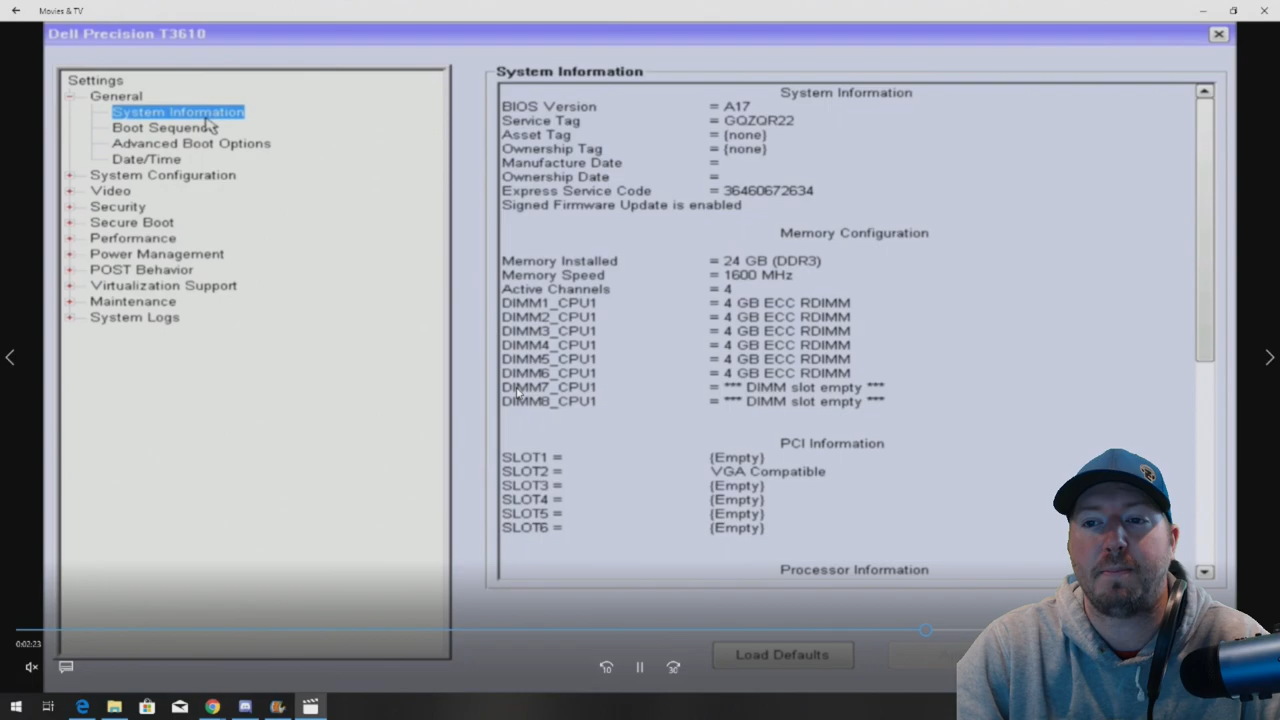 Movies & TV
Dell Precision T3610
Settings
General
System Information
Boot Sequence
Advanced Boot Options
Date/Time
System Configuration
Video
Security
Secure Boot
Performance
Power Management
POST Behavior
Virtualization Support
Maintenance
System Logs
System Information
System Information
BIOS Version = A17
Service Tag = GQZQR22
Asset Tag = {none}
Ownership Tag = {none}
Manufacture Date =
Ownership Date =
Express Service Code = 36460672634
Signed Firmware Update is enabled
Memory Configuration
Memory Installed = 24 GB (DDR3)
Memory Speed = 1600 MHz
Active Channels = 4
DIMM1_CPU1 = 4 GB ECC RDIMM
DIMM2_CPU1 = 4 GB ECC RDIMM
DIMM3_CPU1 = 4 GB ECC RDIMM
DIMM4_CPU1 = 4 GB ECC RDIMM
DIMM5_CPU1 = 4 GB ECC RDIMM
DIMM6_CPU1 = 4 GB ECC RDIMM
DIMM7_CPU1 = *** DIMM slot empty ***
DIMM8_CPU1 = *** DIMM slot empty ***
PCI Information
SLOT1 = {Empty}
SLOT2 = VGA Compatible
SLOT3 = {Empty}
SLOT4 = {Empty}
SLOT5 = {Empty}
SLOT6 = {Empty}
Processor Information
0:02:23
10
30
Load Defaults